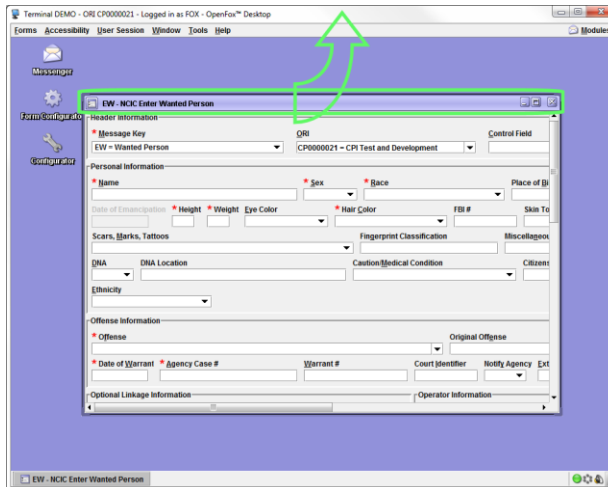 Terminal DEMO - ORI CP0000021 - Logged in as FOX - OpenFox™ Desktop
Forms Accessibility User Session Window Tools Help
Modules
Messenger
Form Configurato
Configurator
EW - NCIC Enter Wanted Person
Header Information
* Message Key ORI Control Field
EW = Wanted Person CP0000021 = CPI Test and Development
Personal Information
* Name * Sex * Race Place of Bi
Date of Emancipation * Height * Weight Eye Color * Hair Color FBI # Skin To
Scars, Marks, Tattoos Fingerprint Classification Miscellaneou
DNA DNA Location Caution/Medical Condition Citizens
Ethnicity
Offense Information
* Offense Original Offense
* Date of Warrant * Agency Case # Warrant # Court Identifier Notify Agency Ext
Optional Linkage Information Operator Information
EW - NCIC Enter Wanted Person